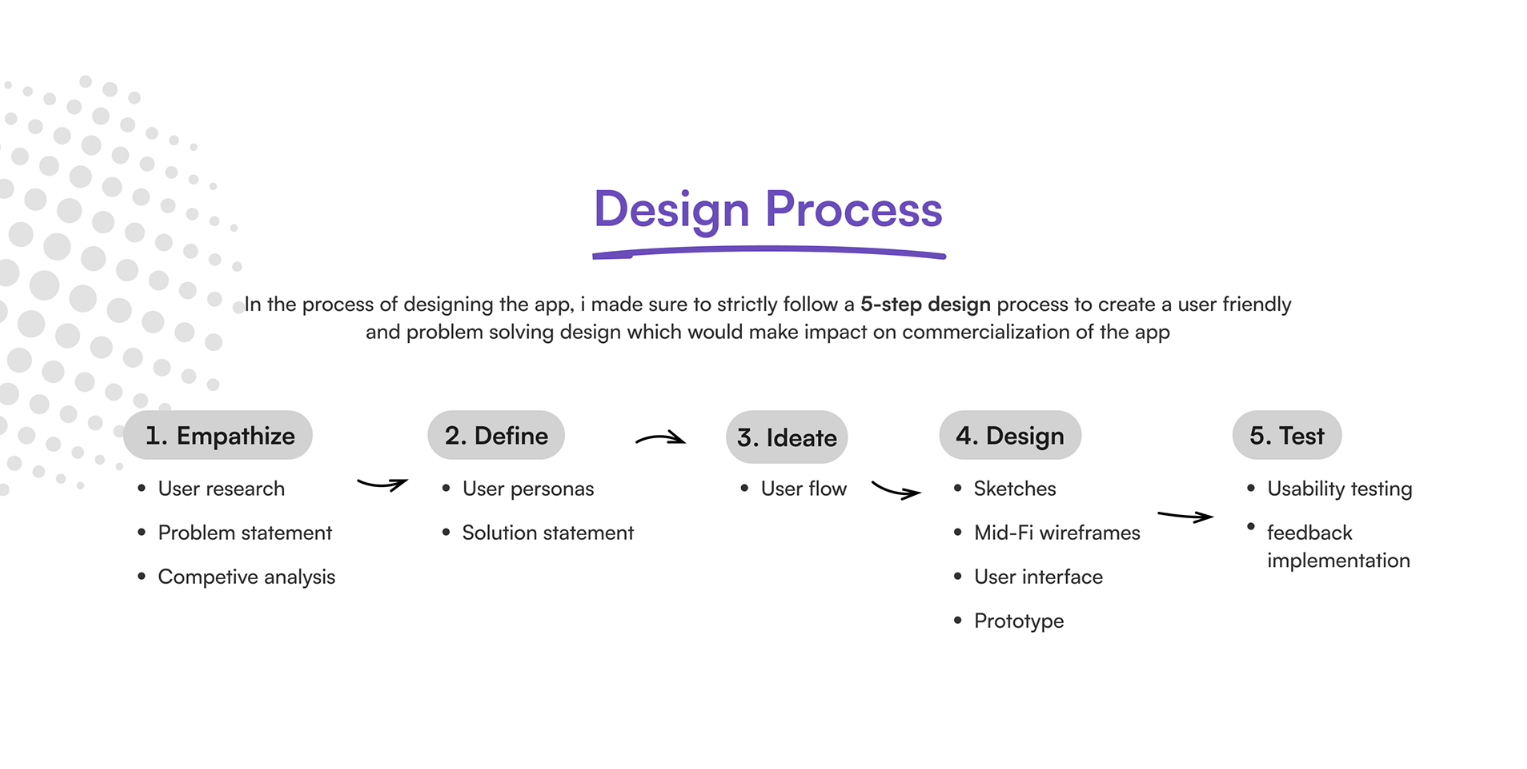 Design Process
In the process of designing the app, i made sure to strictly follow a 5-step design process to create a user friendly
and problem solving design which would make impact on commercialization of the app
1. Empathize
User research
Problem statement
Competive analysis
2. Define
User personas
Solution statement
3. Ideate
User flow
4. Design
Sketches
Mid-Fi wireframes
User interface
Prototype
5. Test
Usability testing
feedback
implementation